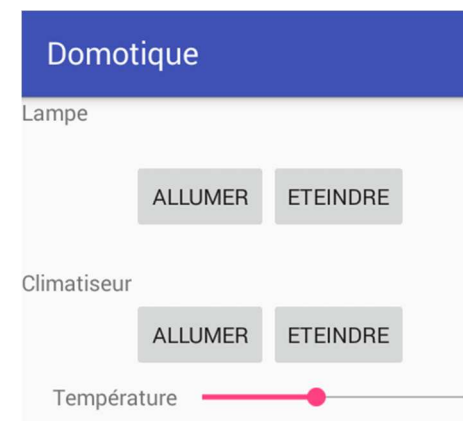 Domotique
Lampe
ALLUMER ETEINDRE
Climatiseur
ALLUMER ETEINDRE
Température